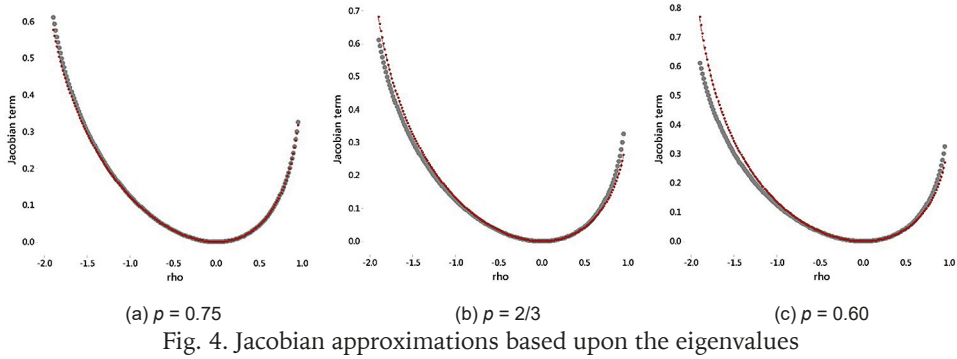 0.6
0.5
0.4
0.3
0.2
0.1
0.0
Jacobian term
-2.0 -1.5 -1.0 -0.5 0.0 0.5 1.0
rho
(a) p = 0.75
0.7
0.6
0.5
0.4
0.3
0.2
0.1
0.0
Jacobian term
-2.0 -1.5 -1.0 -0.5 0.0 0.5 1.0
rho
(b) p = 2/3
0.8
0.7
0.6
0.5
0.4
0.3
0.2
0.1
0.0
Jacobian term
-2.0 -1.5 -1.0 -0.5 0.0 0.5 1.0
rho
(c) p = 0.60
Fig. 4. Jacobian approximations based upon the eigenvalues